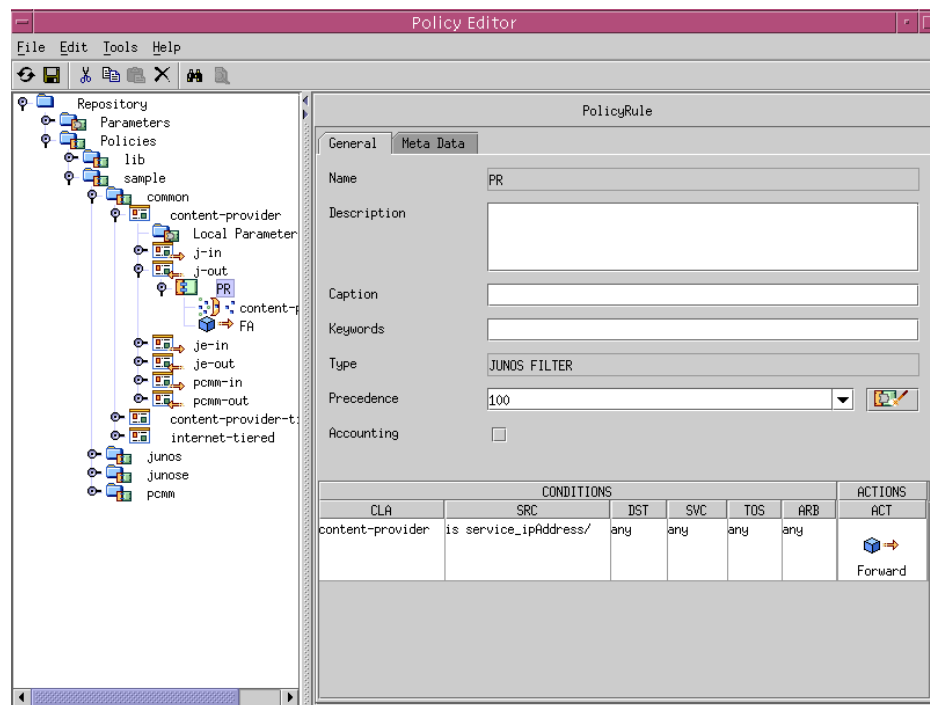 Policy Editor
File Edit Tools Help
Repository
Parameters
Policies
lib
sample
common
content-provider
Local Parameter
j-in
j-out
PR
content-p
FA
je-in
je-out
pcmm-in
pcmm-out
content-provider-t
internet-tiered
junos
junose
pcmm
PolicyRule
General Meta Data
Name PR
Description
Caption
Keywords
Type JUNOS FILTER
Precedence 100
Accounting
CONDITIONS ACTIONS
CLA SRC DST SVC TOS ARB ACT
content-provider is service_ipAddress/ any any any any
Forward